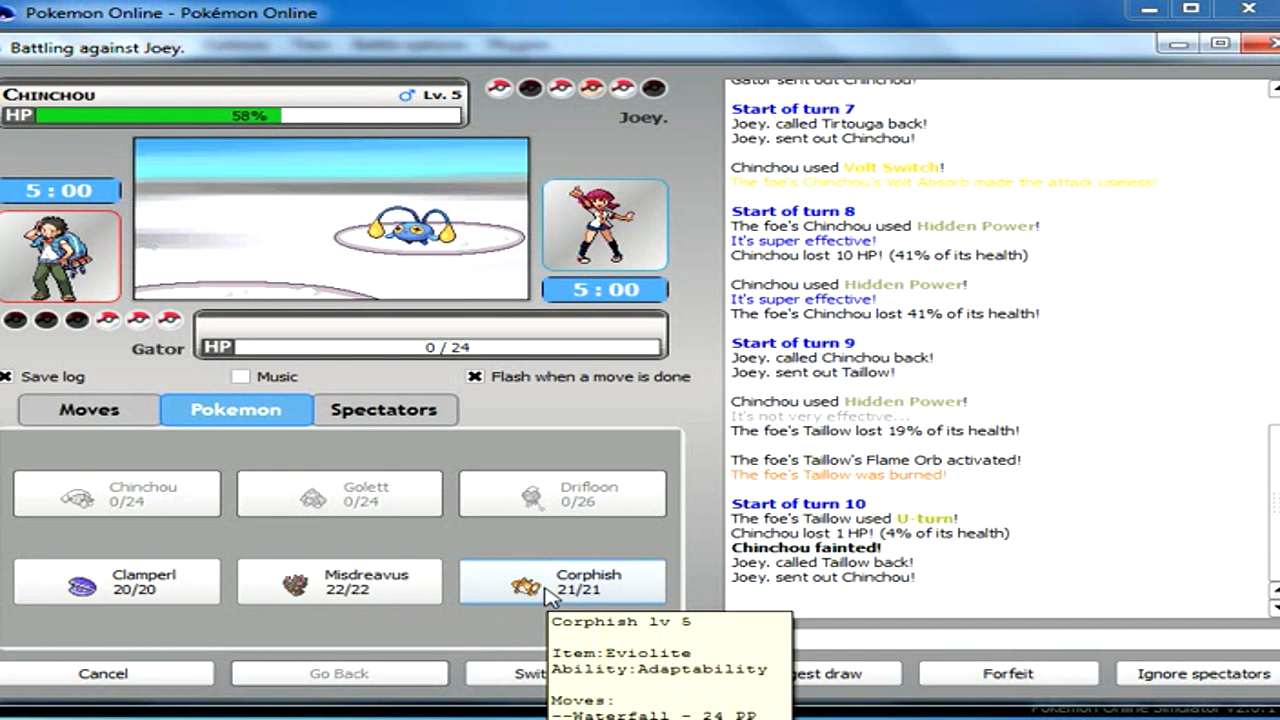 Pokemon Online - Pokémon Online
Battling against Joey.
CHINCHOU ♂ Lv. 5
HP 58%
Joey.
5:00
5:00
Gator
HP 0 / 24
Save log
Music
Flash when a move is done
Moves
Pokemon
Spectators
Chinchou
0/24
Golett
0/24
Drifloon
0/26
Clamperl
20/20
Misdreavus
22/22
Corphish
21/21
Corphish lv 5
Item:Eviolite
Ability:Adaptability
Moves:
--Waterfall - 24 PP
Cancel
Go Back
Forfeit
Ignore spectators
Gator sent out Chinchou!
Start of turn 7
Joey. called Tirtouga back!
Joey. sent out Chinchou!
Chinchou used Volt Switch!
The foe's Chinchou's Volt Absorb made the attack useless!
Start of turn 8
The foe's Chinchou used Hidden Power!
It's super effective!
Chinchou lost 10 HP! (41% of its health)
Chinchou used Hidden Power!
It's super effective!
The foe's Chinchou lost 41% of its health!
Start of turn 9
Joey. called Chinchou back!
Joey. sent out Taillow!
Chinchou used Hidden Power!
It's not very effective...
The foe's Taillow lost 19% of its health!
The foe's Taillow's Flame Orb activated!
The foe's Taillow was burned!
Start of turn 10
The foe's Taillow used U-turn!
Chinchou lost 1 HP! (4% of its health)
Chinchou fainted!
Joey. called Taillow back!
Joey. sent out Chinchou!